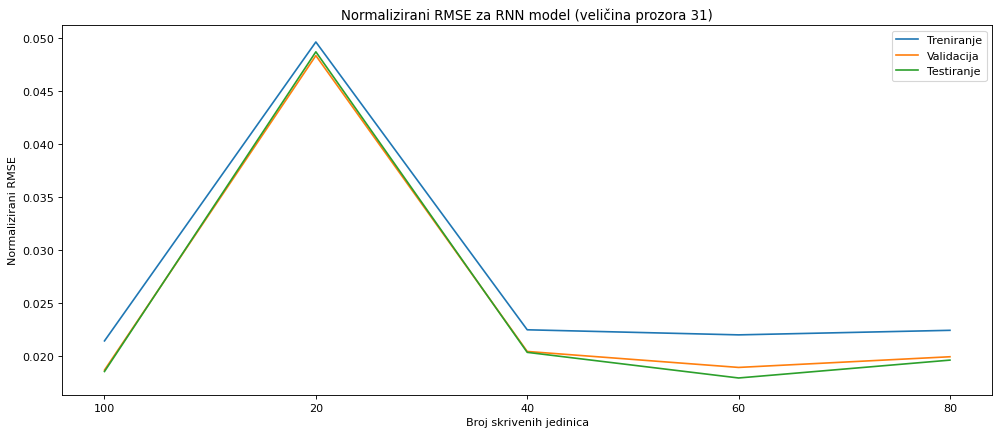 Normalizirani RMSE za RNN model (veličina prozora 31)
Treniranje
Validacija
Testiranje
Normalizirani RMSE
0.050
0.045
0.040
0.035
0.030
0.025
0.020
100 20 40 60 80
Broj skrivenih jedinica